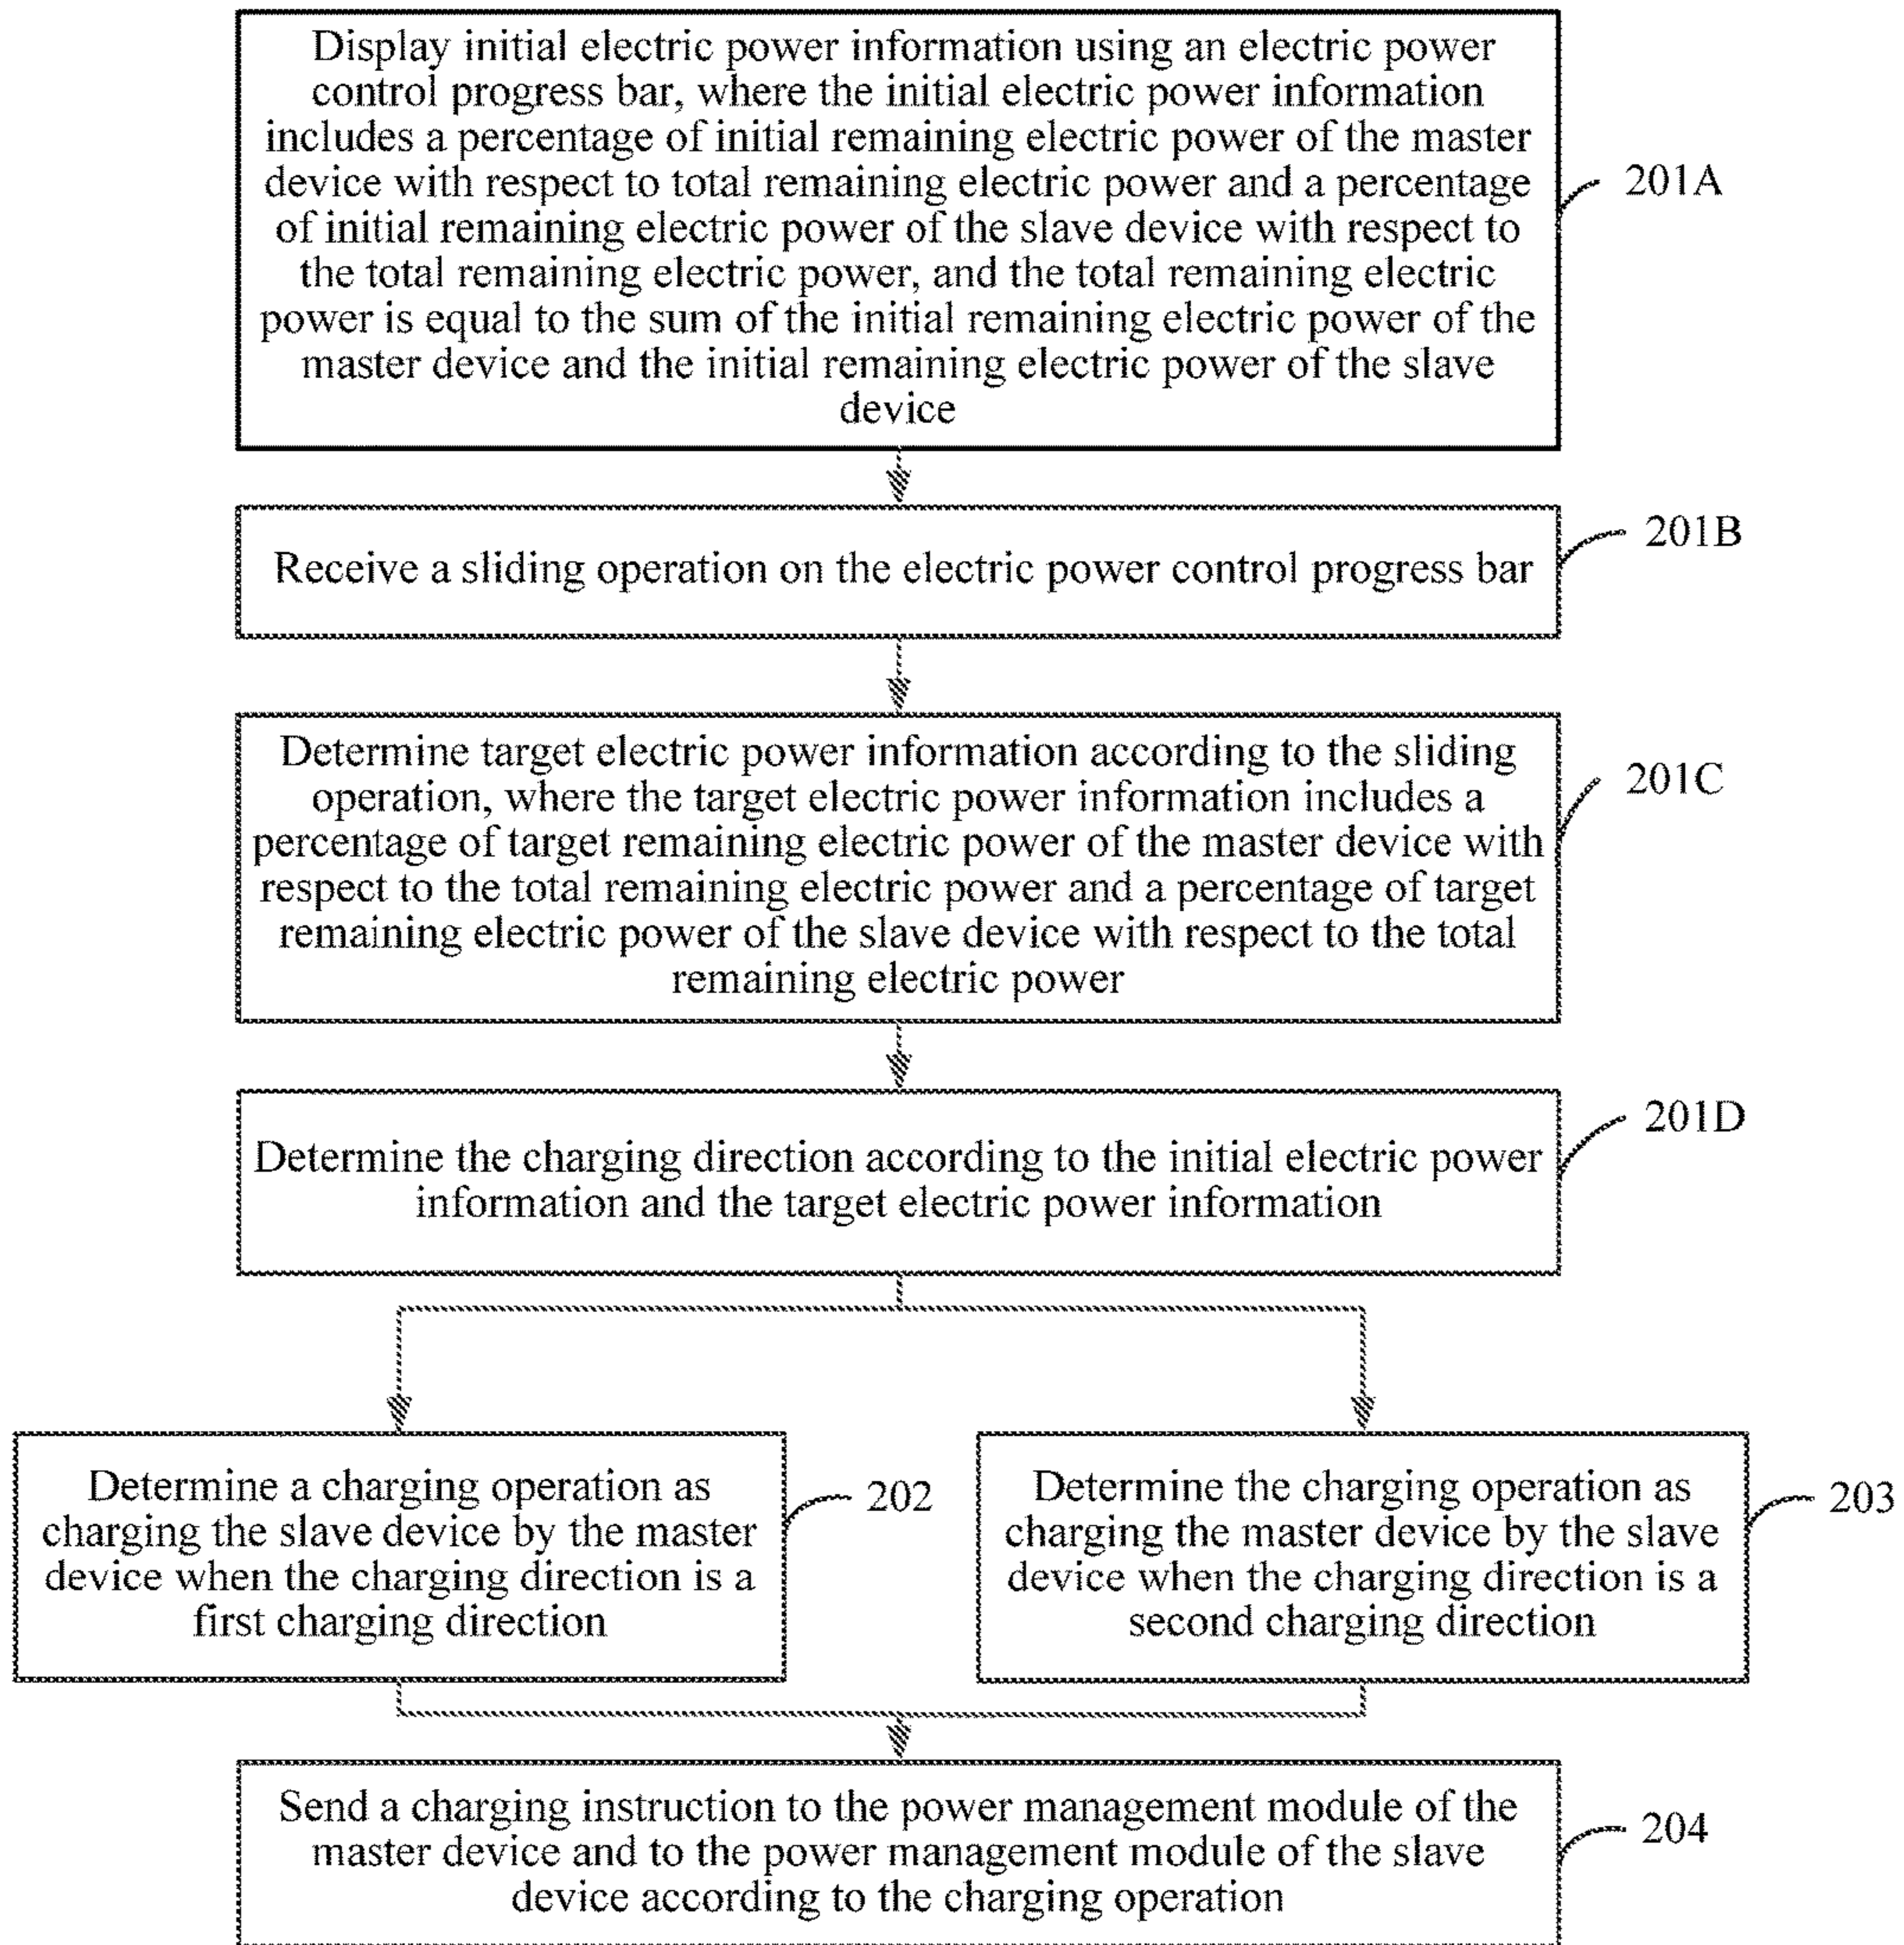 Display initial electric power information using an electric power
control progress bar, where the initial electric power information
includes a percentage of initial remaining electric power of the master
device with respect to total remaining electric power and a percentage
of initial remaining electric power of the slave device with respect to
the total remaining electric power, and the total remaining electric
power is equal to the sum of the initial remaining electric power of the
master device and the initial remaining electric power of the slave
device
201A
Receive a sliding operation on the electric power control progress bar
201B
Determine target electric power information according to the sliding
operation, where the target electric power information includes a
percentage of target remaining electric power of the master device with
respect to the total remaining electric power and a percentage of target
remaining electric power of the slave device with respect to the total
remaining electric power
201C
Determine the charging direction according to the initial electric power
information and the target electric power information
201D
Determine a charging operation as
charging the slave device by the master
device when the charging direction is a
first charging direction
202
Determine the charging operation as
charging the master device by the slave
device when the charging direction is a
second charging direction
203
Send a charging instruction to the power management module of the
master device and to the power management module of the slave
device according to the charging operation
204